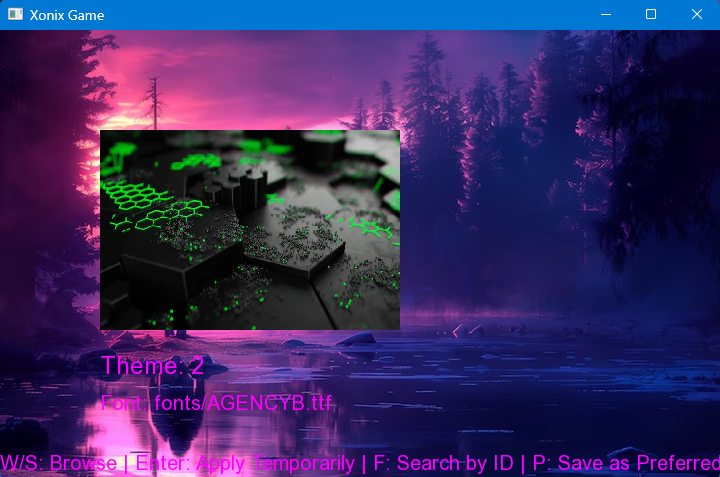 Xonix Game
Theme: 2
Font: fonts/AGENCYB.ttf
W/S: Browse | Enter: Apply Temporarily | F: Search by ID | P: Save as Preferred